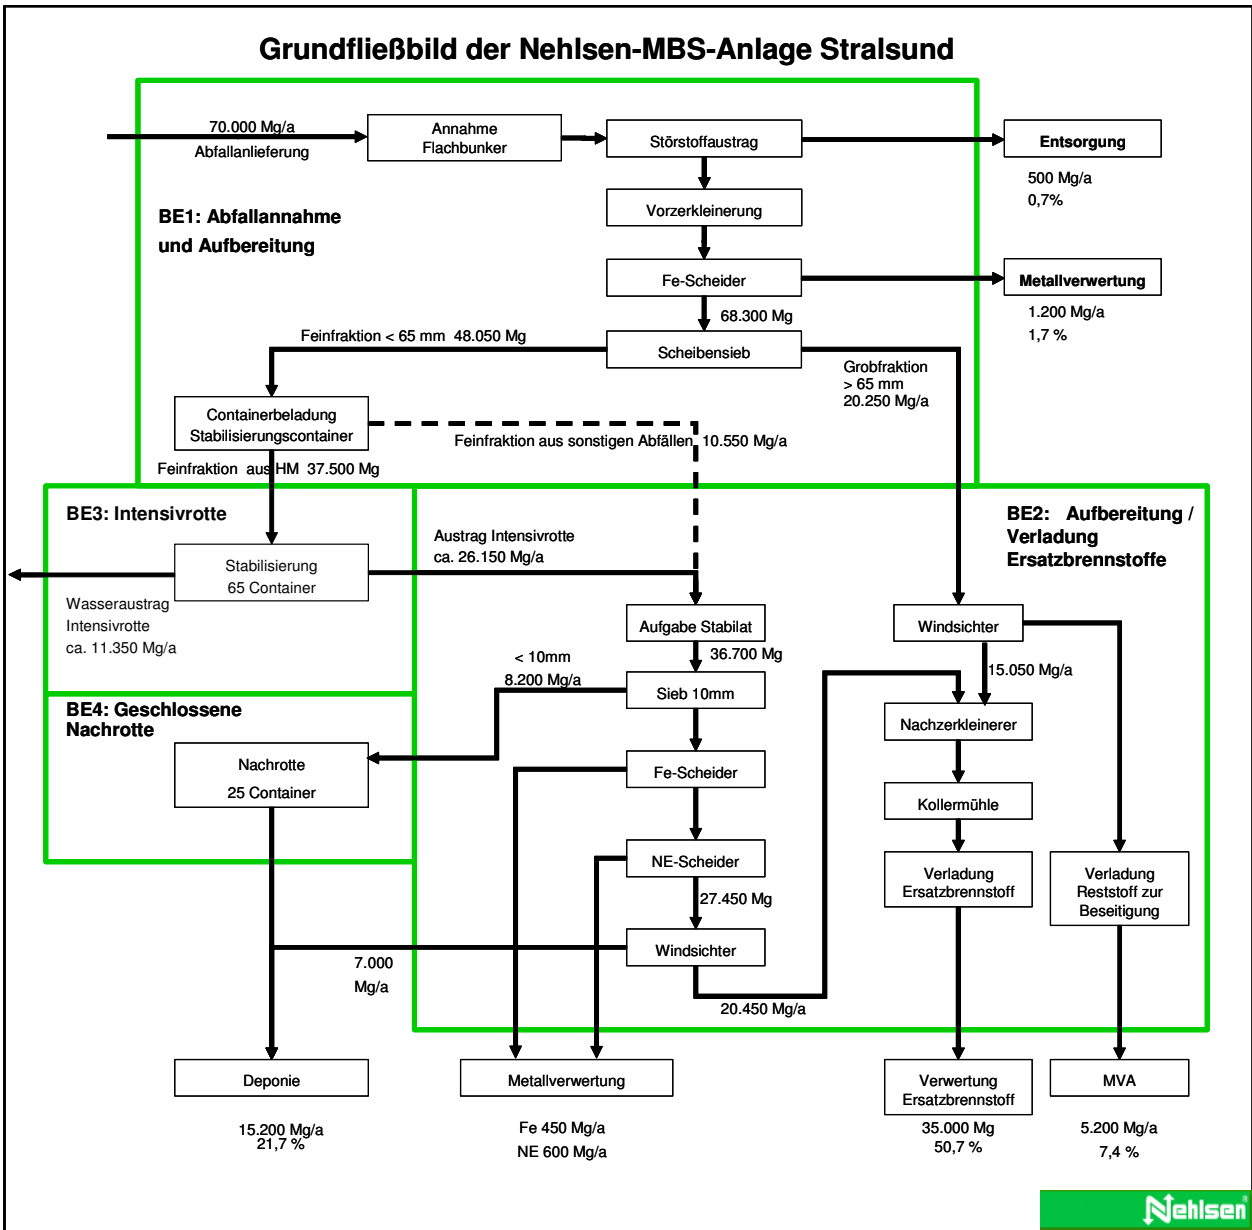 Grundfließbild der Nehlsen-MBS-Anlage Stralsund
70.000 Mg/a
Abfallanlieferung
Annahme
Flachbunker
Störstoffaustrag
Entsorgung
500 Mg/a
0,7%
BE1: Abfallannahme
und Aufbereitung
Vorzerkleinerung
Fe-Scheider
Metallverwertung
1.200 Mg/a
1,7 %
68.300 Mg
Feinfraktion < 65 mm 48.050 Mg
Scheibensieb
Grobfraktion
> 65 mm
20.250 Mg/a
Containerbeladung
Stabilisierungscontainer
Feinfraktion aus sonstigen Abfällen 10.550 Mg/a
Feinfraktion aus HM 37.500 Mg
BE3: Intensivrotte
BE2: Aufbereitung /
Verladung
Ersatzbrennstoffe
Austrag Intensivrotte
ca. 26.150 Mg/a
Stabilisierung
65 Container
Wasseraustrag
Intensivrotte
ca. 11.350 Mg/a
Aufgabe Stabilat
Windsichter
36.700 Mg
< 10mm
8.200 Mg/a
15.050 Mg/a
Sieb 10mm
BE4: Geschlossene
Nachrotte
Nachzerkleinerer
Nachrotte
25 Container
Fe-Scheider
Kollermühle
NE-Scheider
Verladung
Ersatzbrennstoff
Verladung
Reststoff zur
Beseitigung
27.450 Mg
Windsichter
7.000
Mg/a
20.450 Mg/a
Deponie
Metallverwertung
Verwertung
Ersatzbrennstoff
MVA
15.200 Mg/a
21,7 %
Fe 450 Mg/a
NE 600 Mg/a
35.000 Mg
50,7 %
5.200 Mg/a
7,4 %
Nehlsen